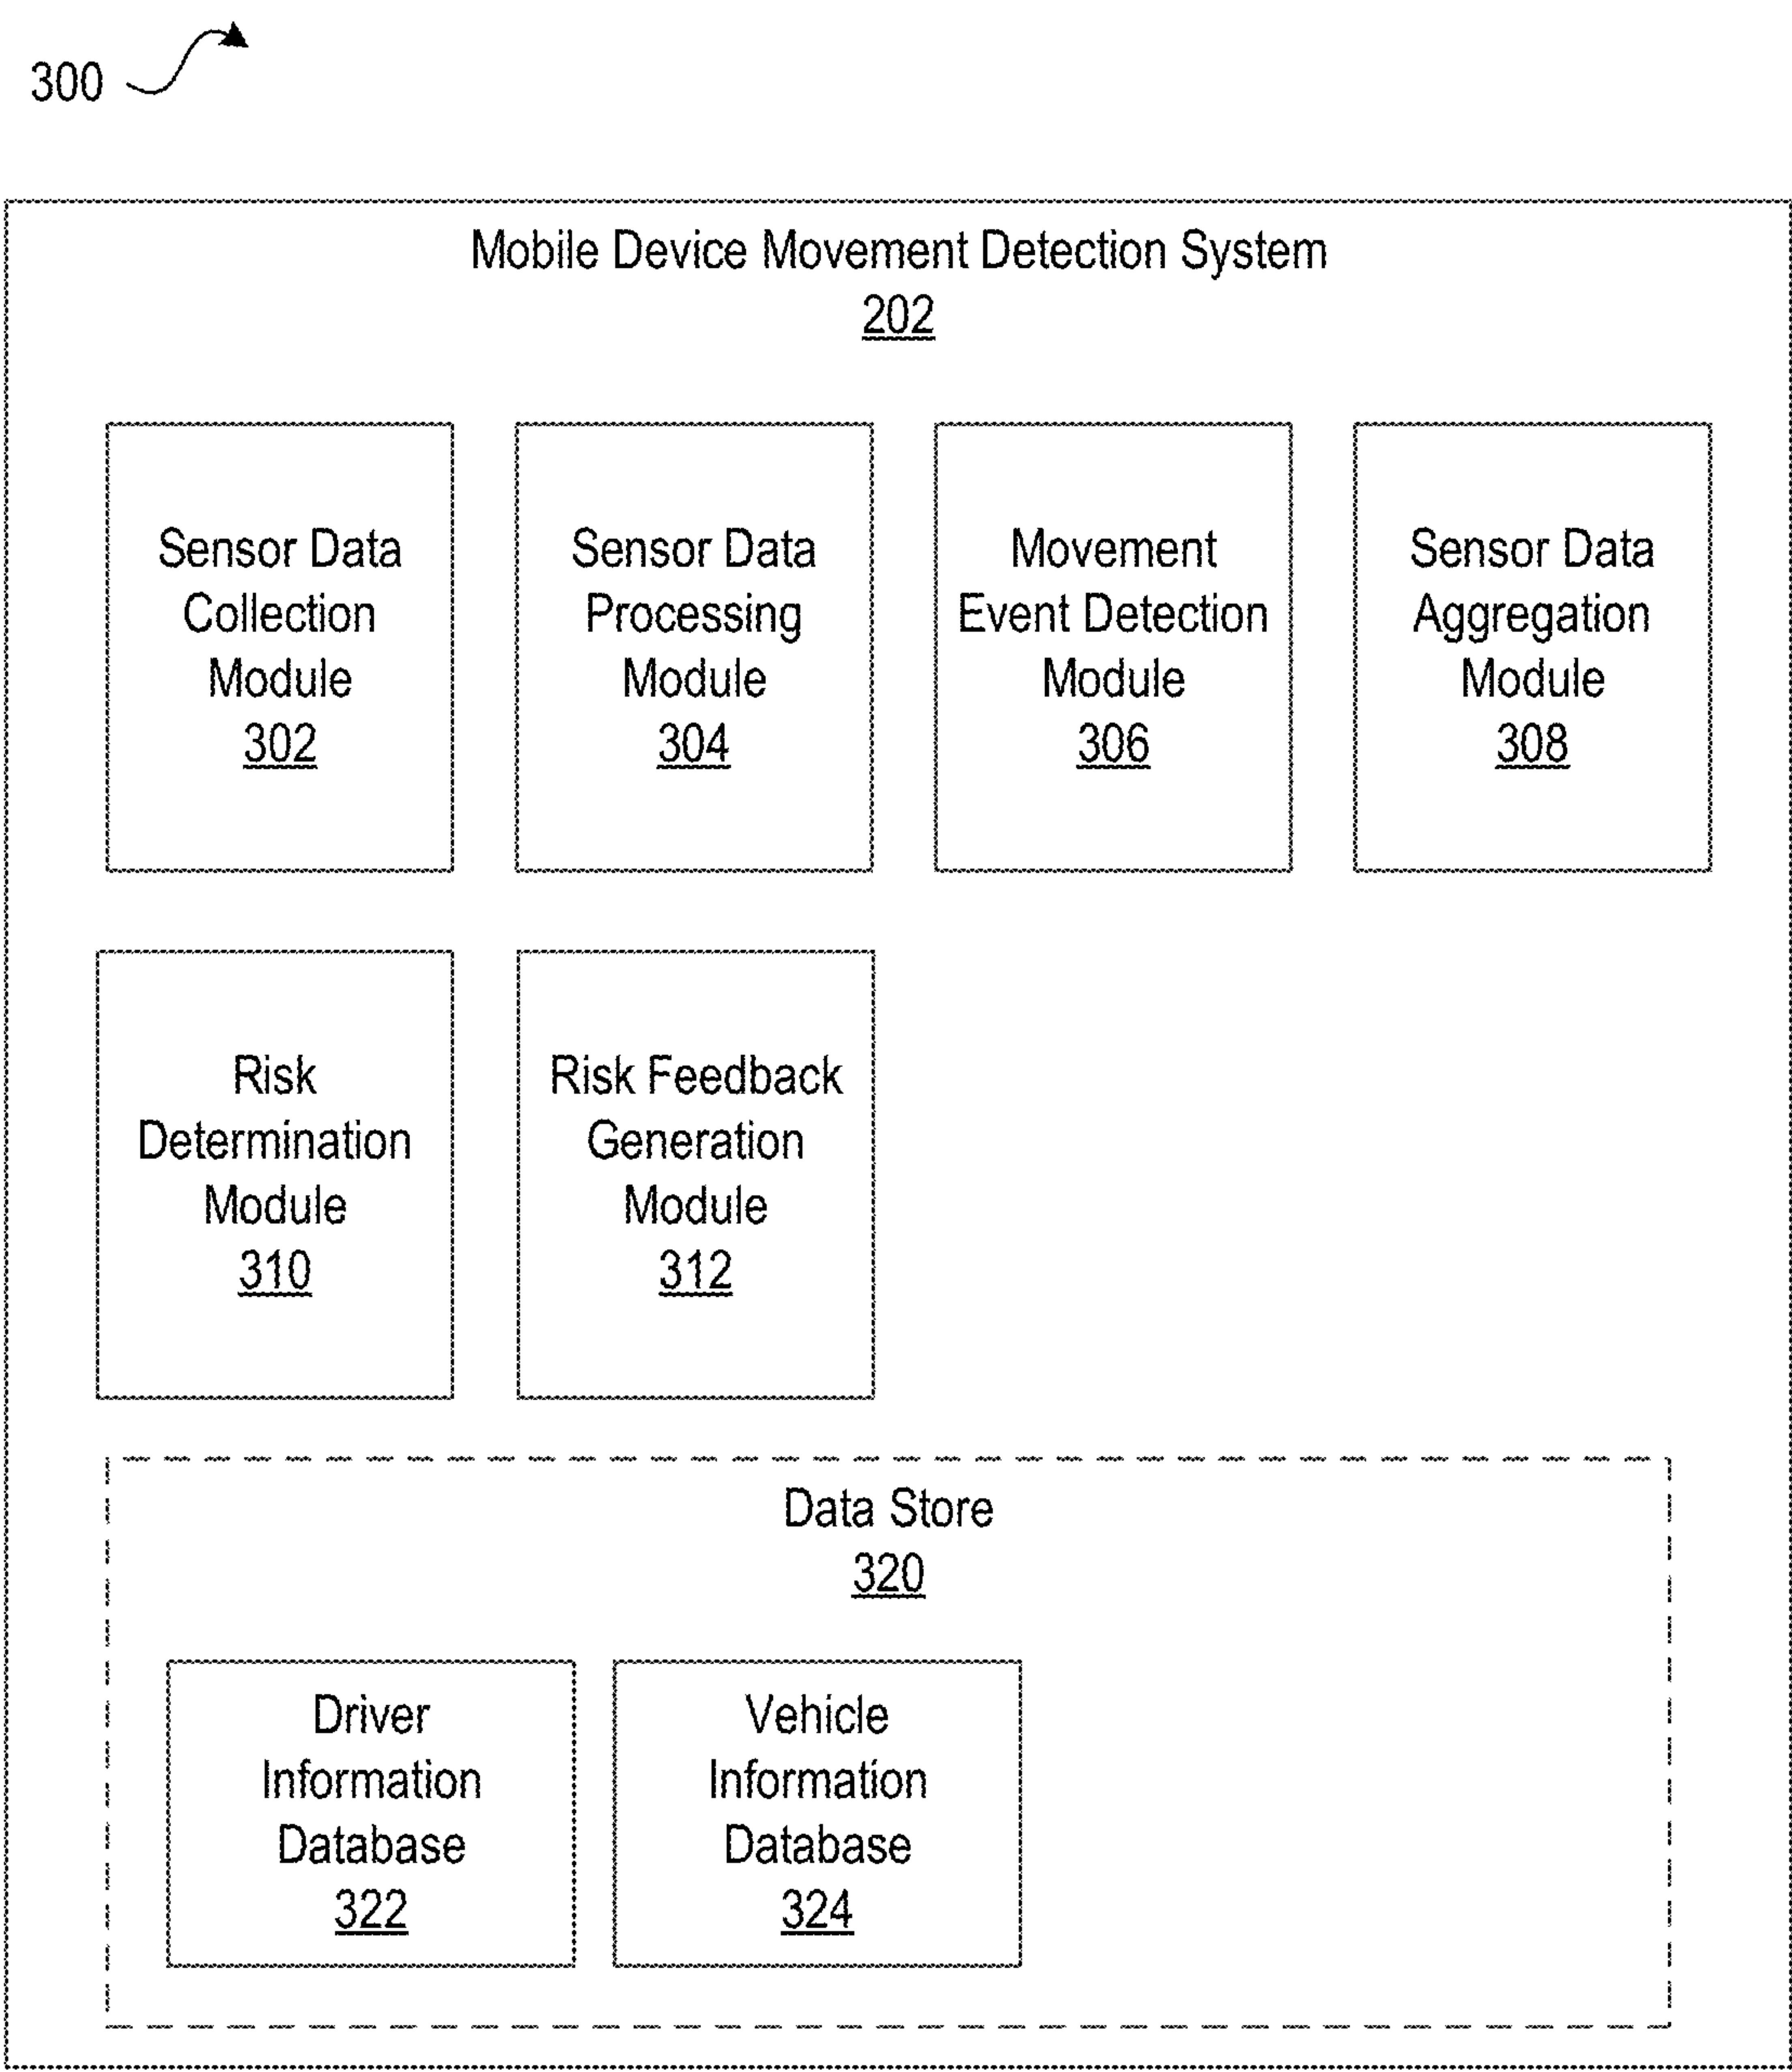 300
Mobile Device Movement Detection System
202
Sensor Data
Collection
Module
302
Sensor Data
Processing
Module
304
Movement
Event Detection
Module
306
Sensor Data
Aggregation
Module
308
Risk
Determination
Module
310
Risk Feedback
Generation
Module
312
Data Store
320
Driver
Information
Database
322
Vehicle
Information
Database
324